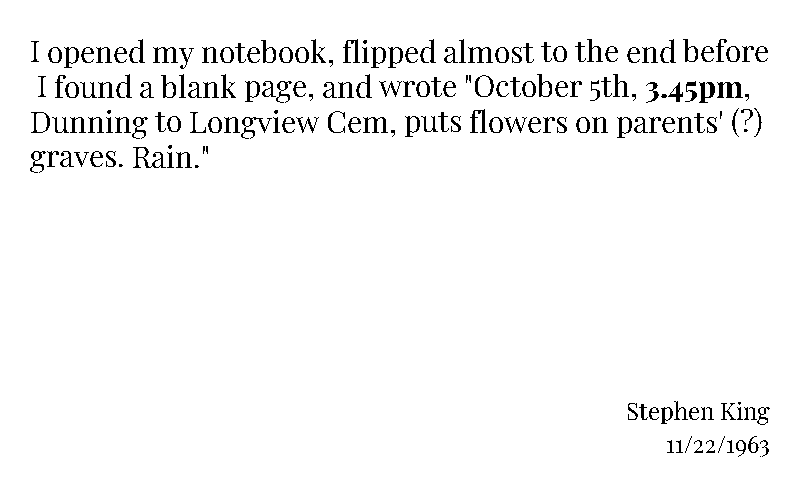 I opened my notebook, flipped almost to the end before
I found a blank page, and wrote "October 5th, 3.45pm,
Dunning to Longview Cem, puts flowers on parents' (?)
graves. Rain."
Stephen King
11/22/1963